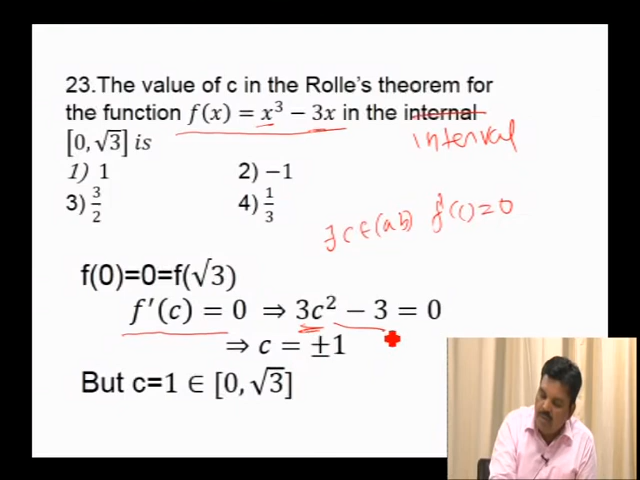 23.The value of c in the Rolle's theorem for
the function f(x) = x³ − 3x in the internal
interval
[0, √3] is
1) 1 2) −1
3) 3/2 4) 1/3
∃ c ∈ (a b) f'(c) = 0
f(0)=0=f(√3)
f'(c) = 0 ⇒ 3c² − 3 = 0
⇒ c = ±1
But c=1 ∈ [0, √3]